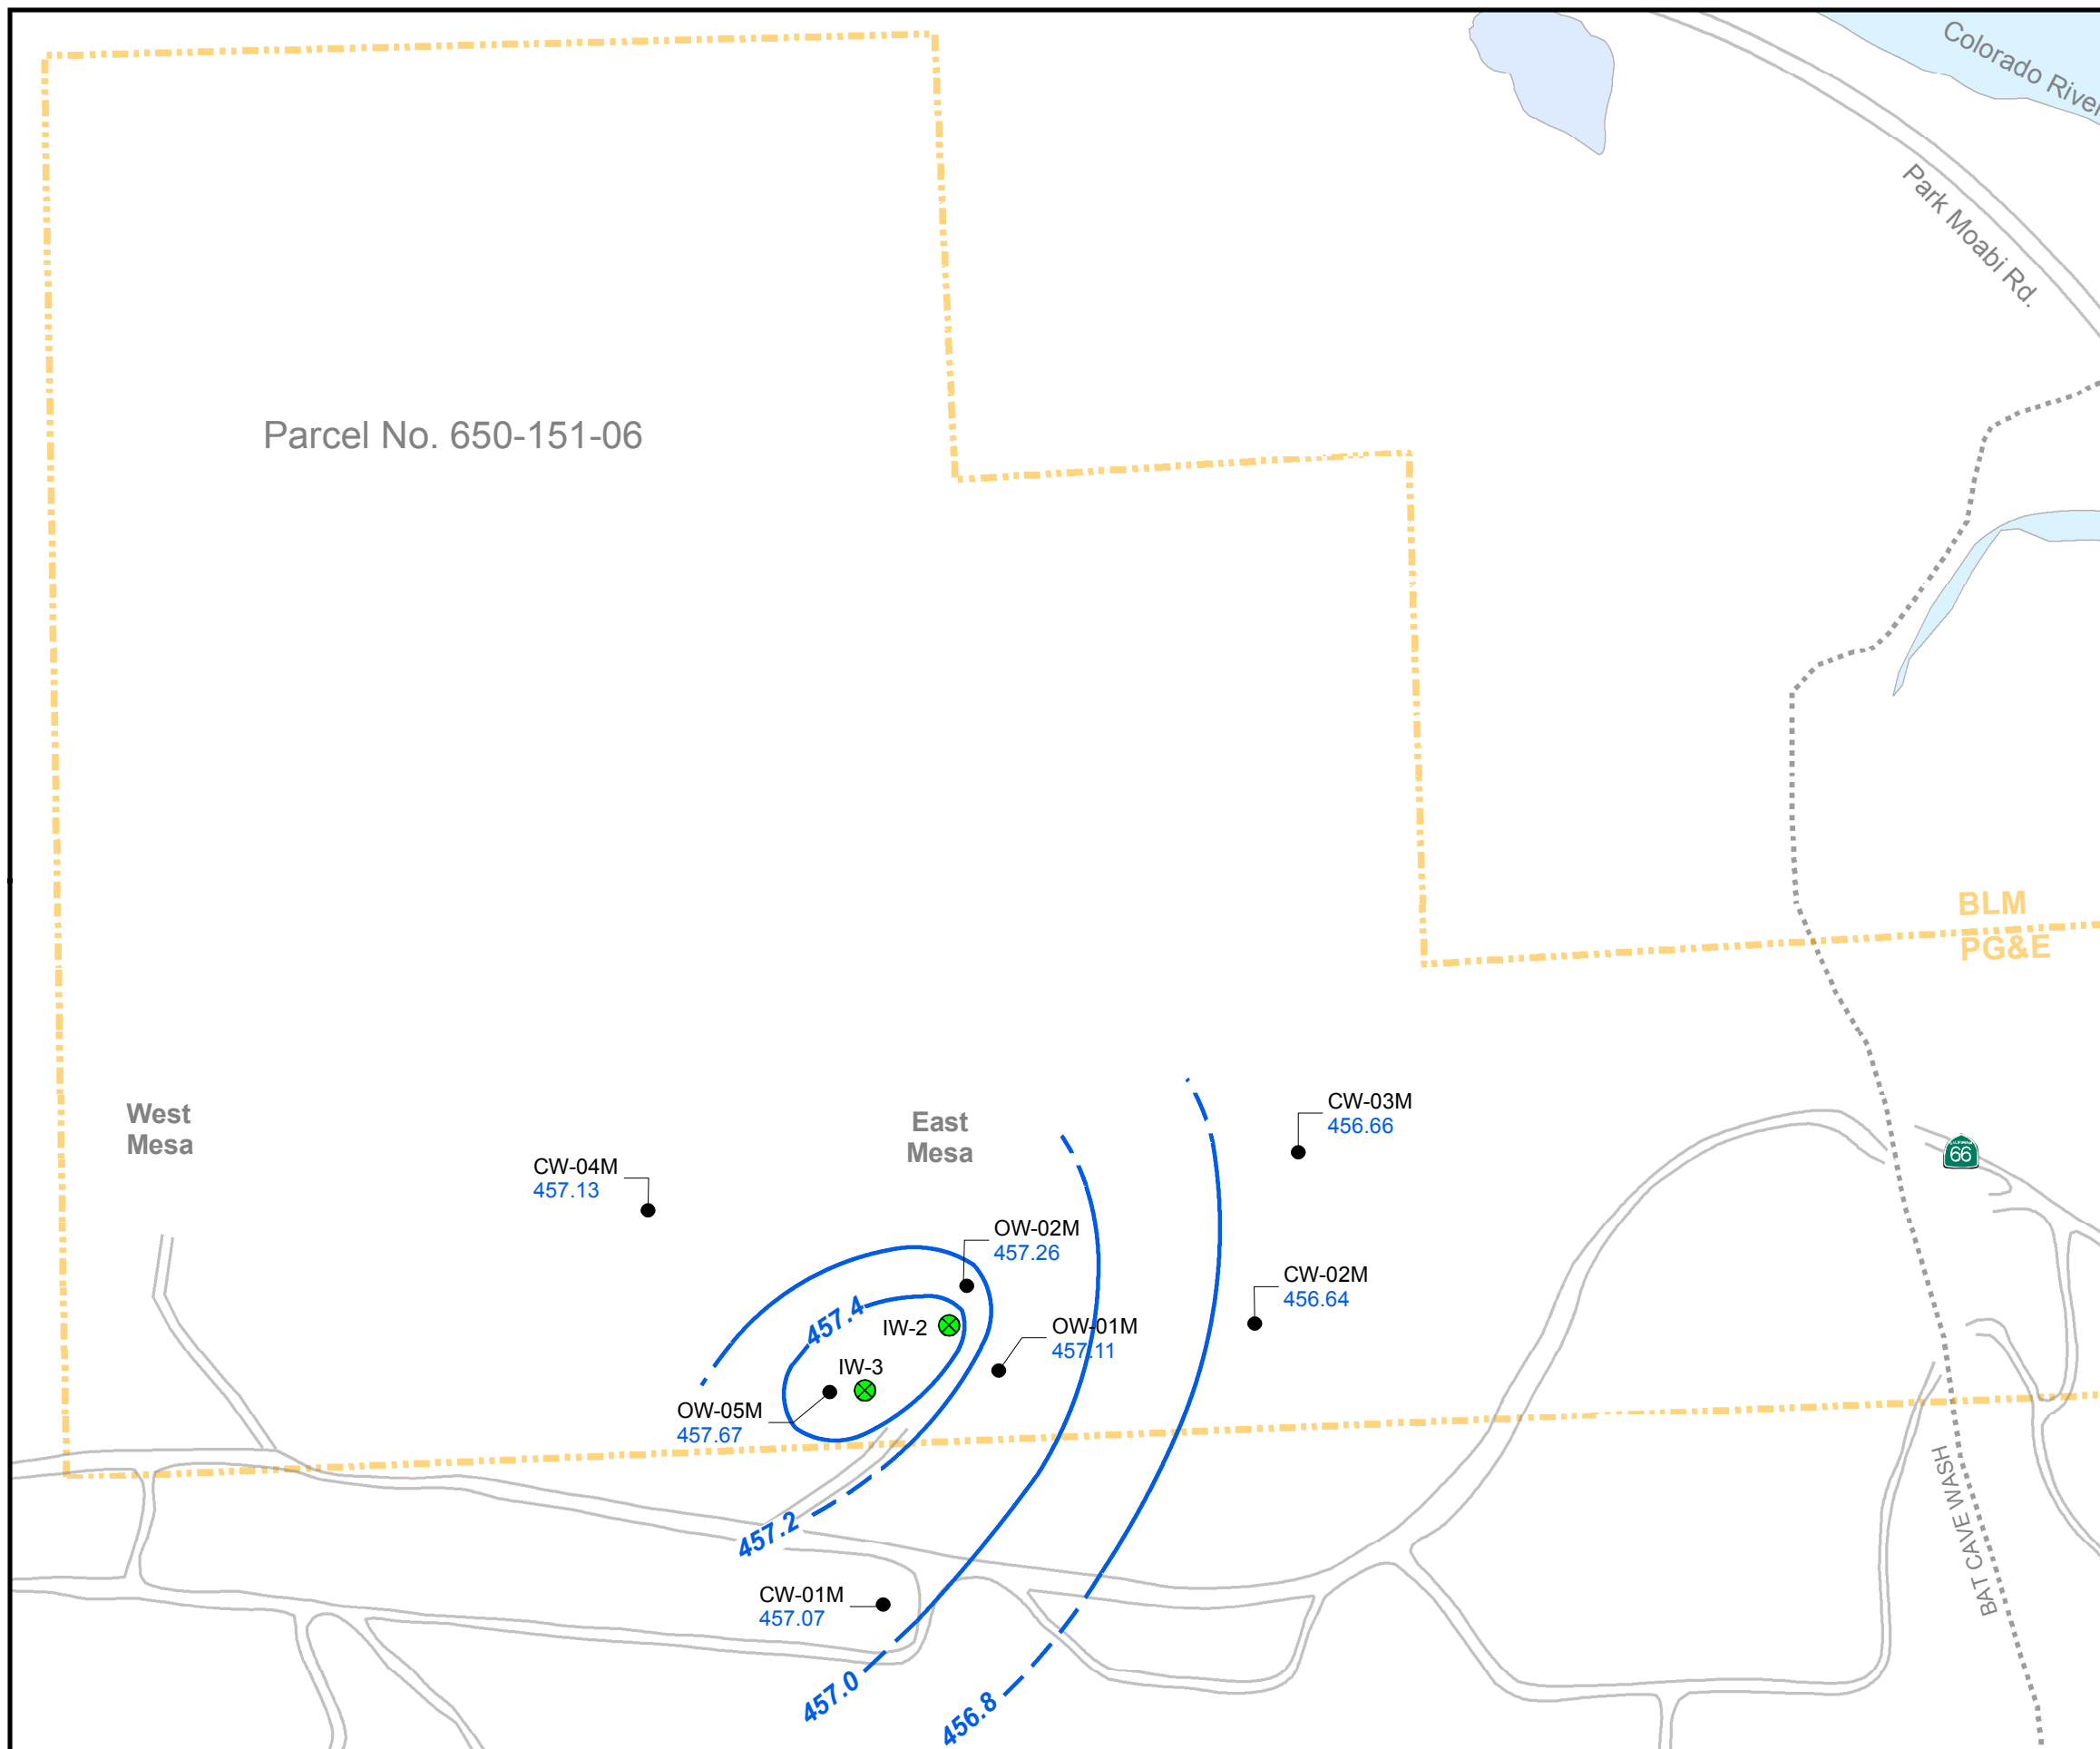 Colorado River
Park Moabi Rd.
Parcel No. 650-151-06
BLM
PG&E
West
Mesa
East
Mesa
CW-03M
456.66
66
CW-04M
457.13
OW-02M
457.26
CW-02M
456.64
457.4
IW-2
OW-01M
457.11
IW-3
OW-05M
457.67
BAT CAVE WASH
457.2
CW-01M
457.07
457.0
456.8